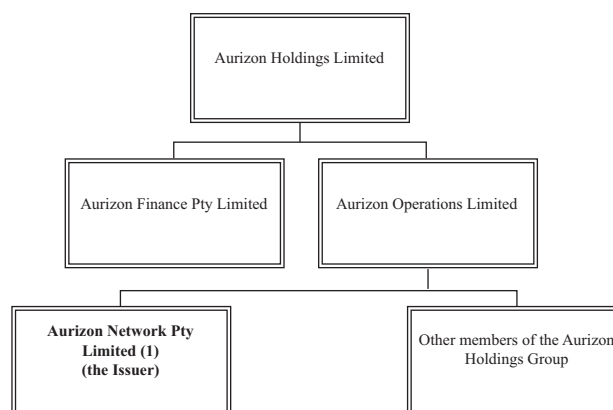 Aurizon Holdings Limited
Aurizon Finance Pty Limited
Aurizon Operations Limited
Aurizon Network Pty
Limited (1)
(the Issuer)
Other members of the Aurizon
Holdings Group